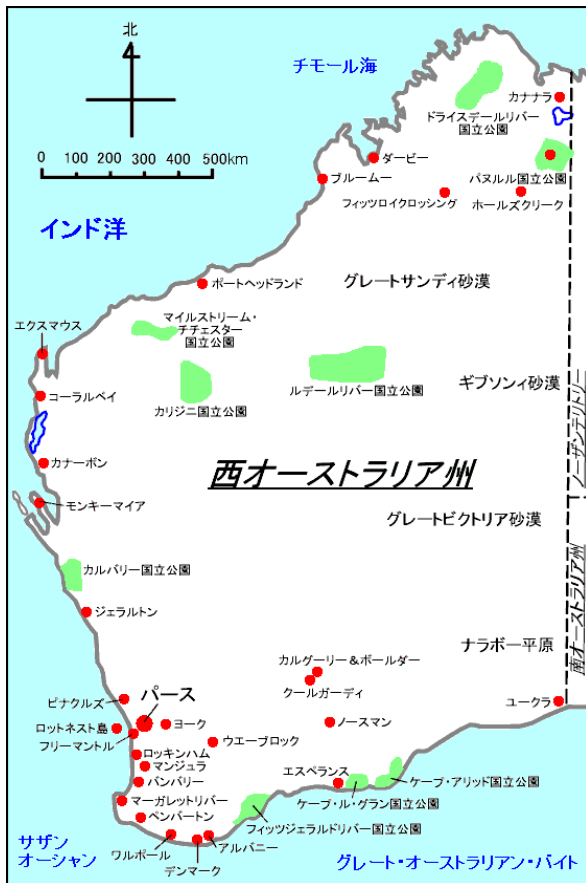 北
チモール海
カナナラ
ドライスデールリバー
国立公園
0 100 200 300 400 500km
ダービー
ブルームー
パヌルル国立公園
フィッツロイクロッシング
ホールズクリーク
インド洋
ポートヘッドランド
グレートサンディ砂漠
マイルストリーム・
チチェスター
国立公園
エクスマウス
カリジニ国立公園
ルデールリバー国立公園
ギブソンィ砂漠
ノーザンテリトリー
コーラルベイ
カナーボン
西オーストラリア州
モンキーマイア
グレートビクトリア砂漠
カルバリー国立公園
南オーストラリア州
ジェラルトン
ナラボー平原
カルグーリー&ボールダー
クールガーディ
ピナクルズ
パース
ユークラ
ロットネスト島
ヨーク
ノースマン
フリーマントル
ウエーブロック
ロッキンハム
マンジュラ
バンバリー
エスペランス
ケープ・アリッド国立公園
マーガレットリバー
ケープ・ル・グラン国立公園
ペンバートン
フィッツジェラルドリバー国立公園
サザン
オーシャン
ワルポール
アルバニー
デンマーク
グレート・オーストラリアン・バイト